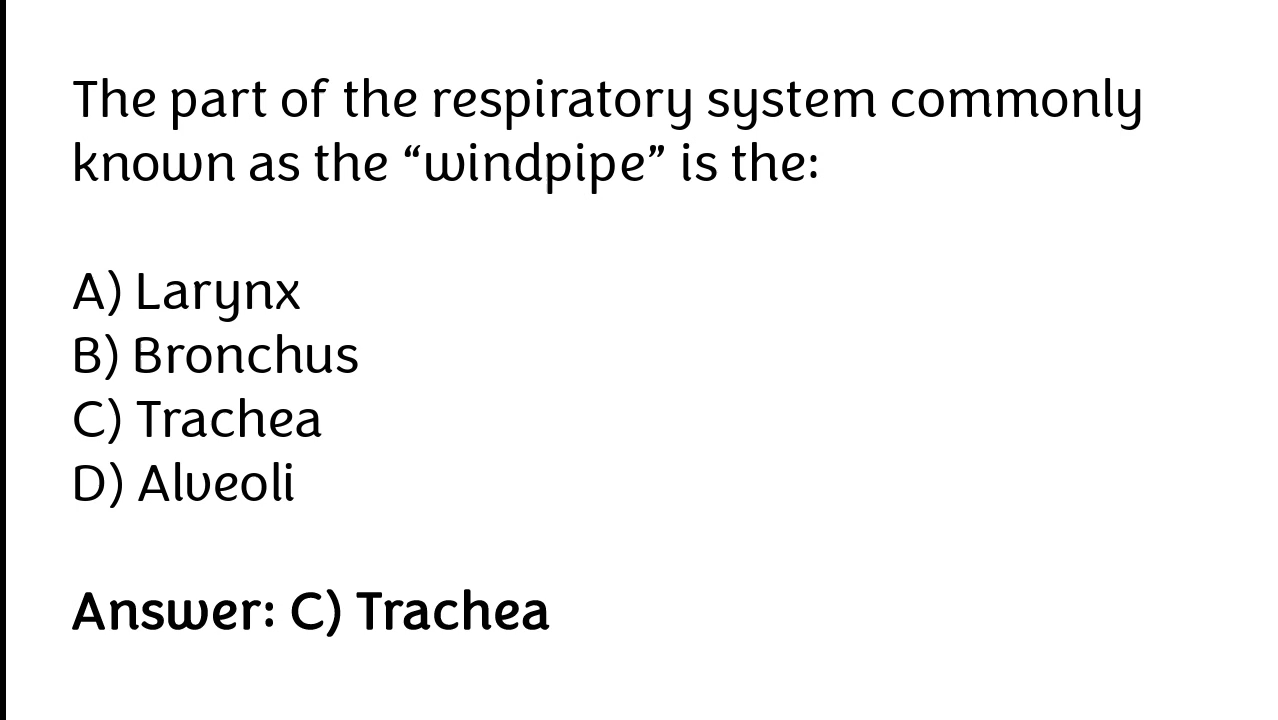 The part of the respiratory system commonly
known as the “windpipe” is the:
A) Larynx
B) Bronchus
C) Trachea
D) Alveoli
Answer: C) Trachea